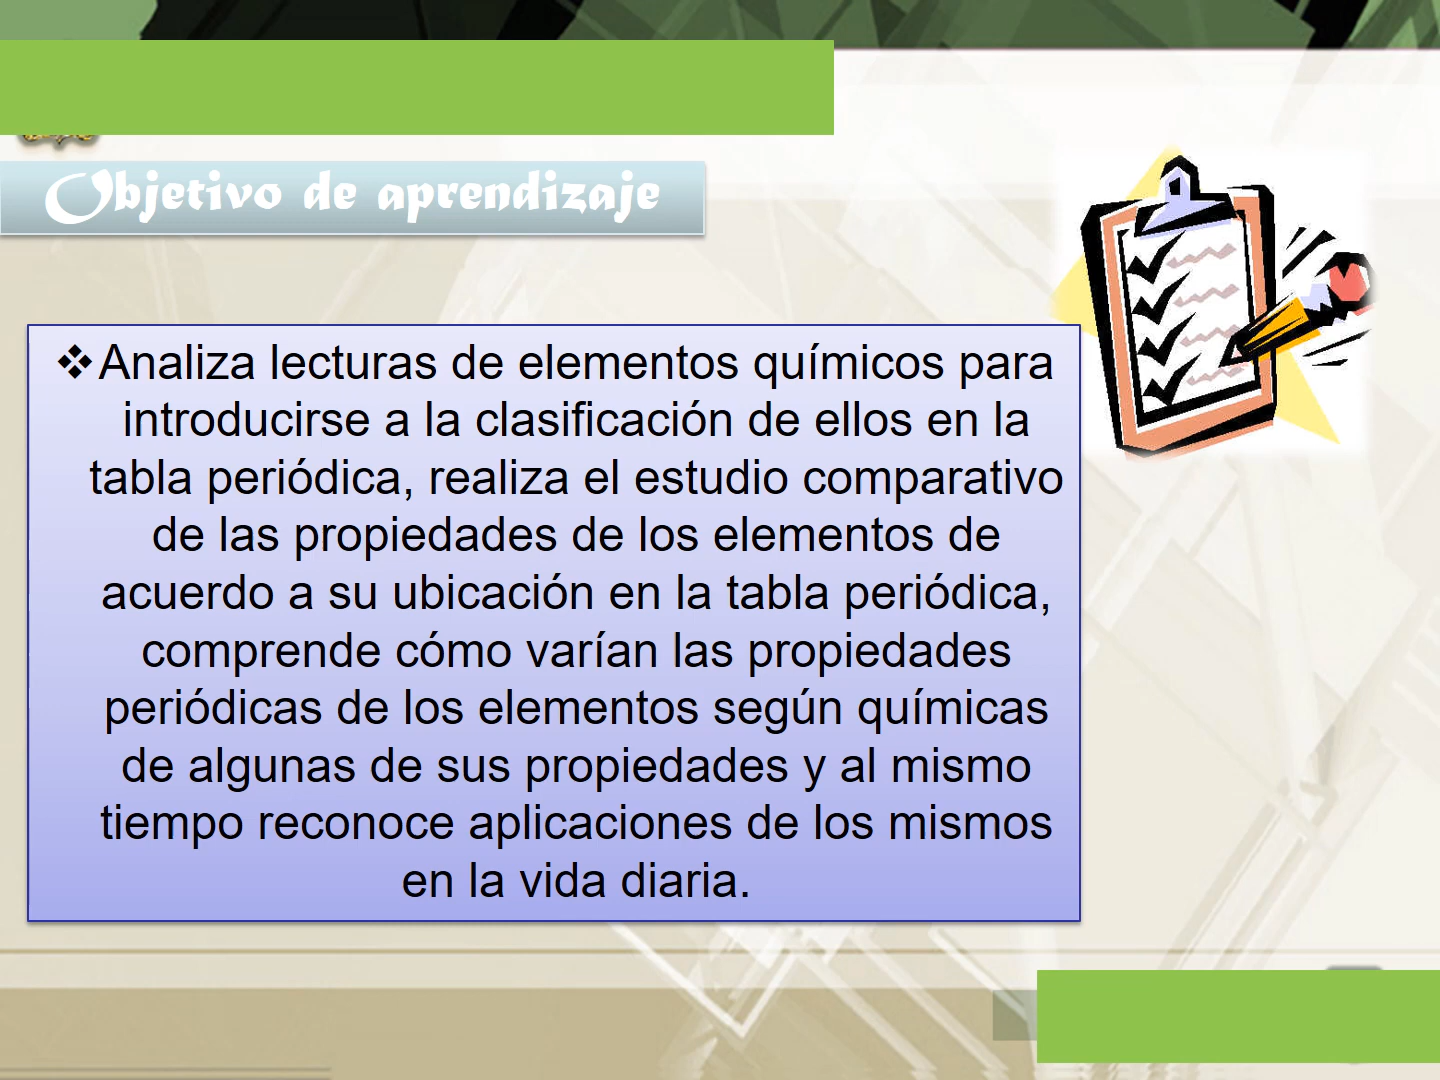 Objetivo de aprendizaje
❖Analiza lecturas de elementos químicos para
introducirse a la clasificación de ellos en la
tabla periódica, realiza el estudio comparativo
de las propiedades de los elementos de
acuerdo a su ubicación en la tabla periódica,
comprende cómo varían las propiedades
periódicas de los elementos según químicas
de algunas de sus propiedades y al mismo
tiempo reconoce aplicaciones de los mismos
en la vida diaria.